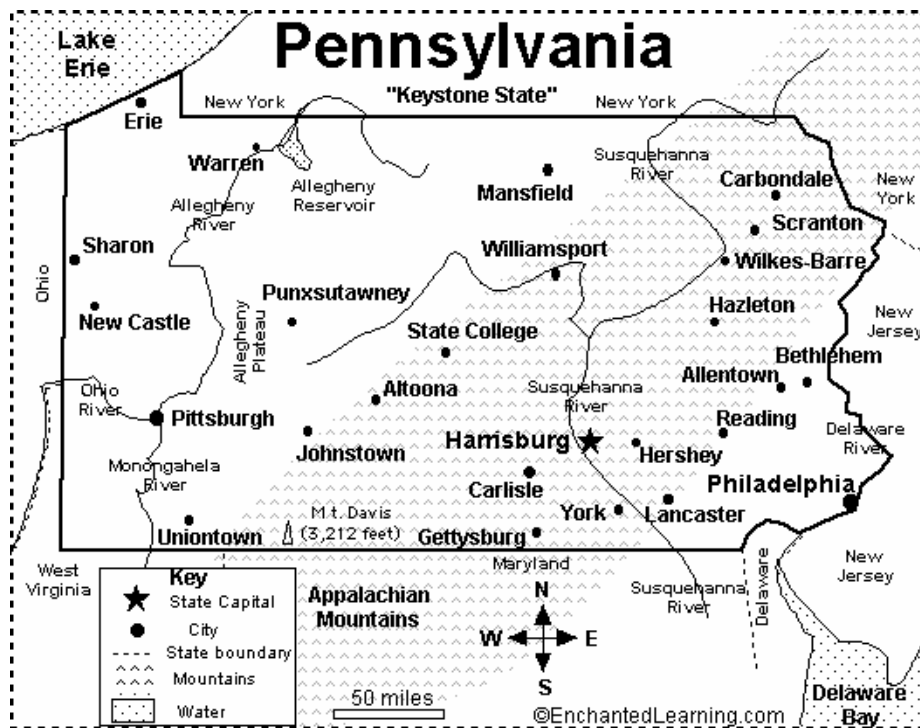 Pennsylvania
"Keystone State"
Lake
Erie
New York
New York
Erie
Warren
Allegheny
Reservoir
Allegheny
River
Mansfield
Susquehanna
River
Carbondale
New
York
Scranton
Sharon
Williamsport
Wilkes-Barre
Ohio
Punxsutawney
Hazleton
New Castle
Allegheny
Plateau
State College
New
Jersey
Bethlehem
Allentown
Ohio
River
Altoona
Susquehanna
River
Pittsburgh
Reading
Delaware
River
Johnstown
Harrisburg
Hershey
Monongahela
River
Carlisle
Philadelphia
York
Lancaster
Uniontown
Mt. Davis
(3,212 feet)
Gettysburg
West
Virginia
Maryland
Susquehanna
River
Delaware
New
Jersey
Key
State Capital
City
State boundary
Mountains
Water
Appalachian
Mountains
N
W
E
S
50 miles
Delaware
Bay
©EnchantedLearning.com